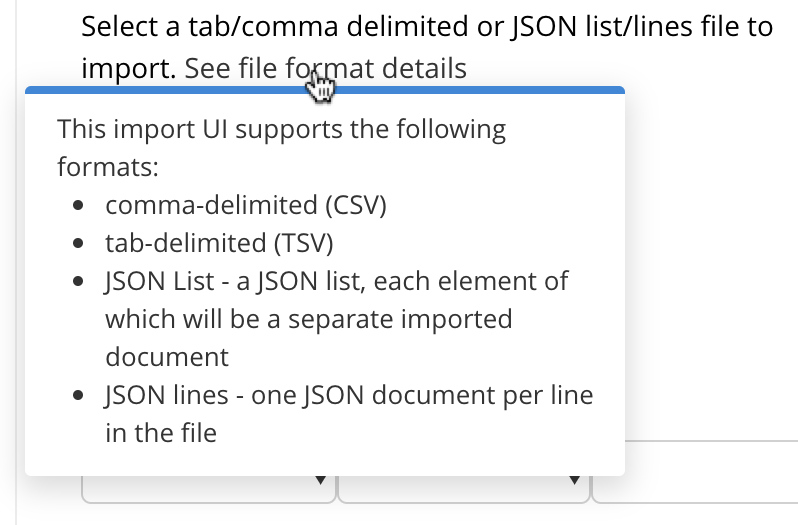 Select a tab/comma delimited or JSON list/lines file to
import. See file format details
This import UI supports the following
formats:
• comma-delimited (CSV)
• tab-delimited (TSV)
• JSON List - a JSON list, each element of
which will be a separate imported
document
• JSON lines - one JSON document per line
in the file